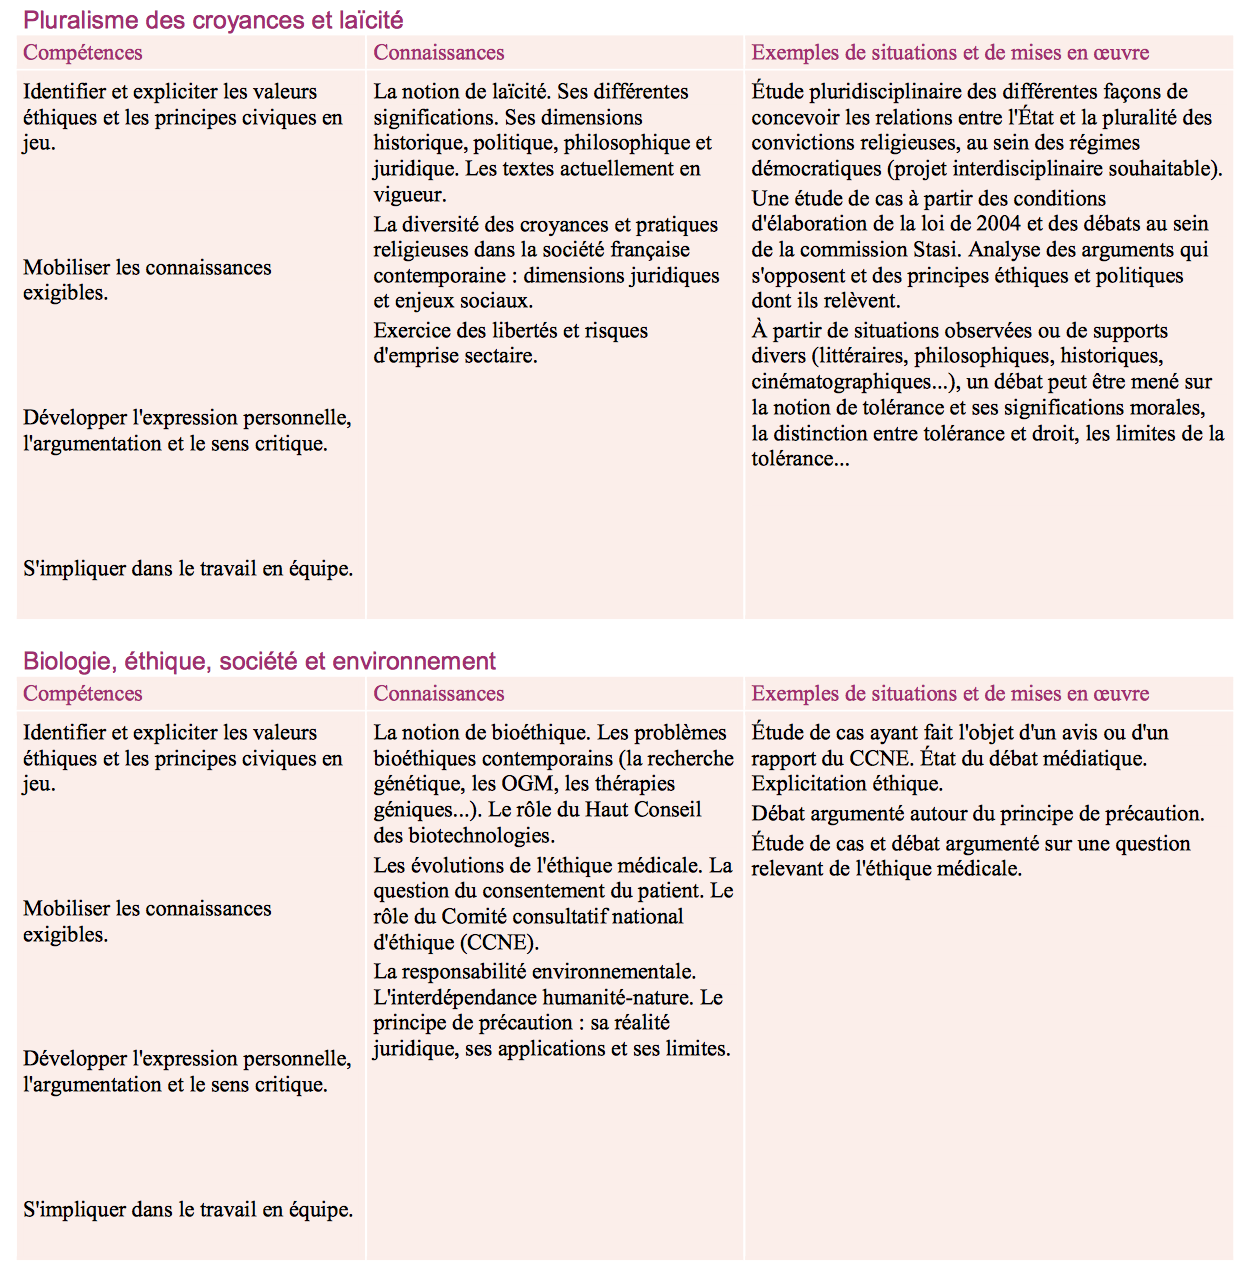 Pluralisme des croyances et laïcité
Compétences
Connaissances
Exemples de situations et de mises en œuvre
Identifier et expliciter les valeurs
éthiques et les principes civiques en
jeu.
Mobiliser les connaissances
exigibles.
Développer l'expression personnelle,
l'argumentation et le sens critique.
S'impliquer dans le travail en équipe.
La notion de laïcité. Ses différentes
significations. Ses dimensions
historique, politique, philosophique et
juridique. Les textes actuellement en
vigueur.
La diversité des croyances et pratiques
religieuses dans la société française
contemporaine : dimensions juridiques
et enjeux sociaux.
Exercice des libertés et risques
d'emprise sectaire.
Étude pluridisciplinaire des différentes façons de
concevoir les relations entre l'État et la pluralité des
convictions religieuses, au sein des régimes
démocratiques (projet interdisciplinaire souhaitable).
Une étude de cas à partir des conditions
d'élaboration de la loi de 2004 et des débats au sein
de la commission Stasi. Analyse des arguments qui
s'opposent et des principes éthiques et politiques
dont ils relèvent.
À partir de situations observées ou de supports
divers (littéraires, philosophiques, historiques,
cinématographiques...), un débat peut être mené sur
la notion de tolérance et ses significations morales,
la distinction entre tolérance et droit, les limites de la
tolérance...
Biologie, éthique, société et environnement
Compétences
Connaissances
Exemples de situations et de mises en œuvre
Identifier et expliciter les valeurs
éthiques et les principes civiques en
jeu.
Mobiliser les connaissances
exigibles.
Développer l'expression personnelle,
l'argumentation et le sens critique.
S'impliquer dans le travail en équipe.
La notion de bioéthique. Les problèmes
bioéthiques contemporains (la recherche
génétique, les OGM, les thérapies
géniques...). Le rôle du Haut Conseil
des biotechnologies.
Les évolutions de l'éthique médicale. La
question du consentement du patient. Le
rôle du Comité consultatif national
d'éthique (CCNE).
La responsabilité environnementale.
L'interdépendance humanité-nature. Le
principe de précaution : sa réalité
juridique, ses applications et ses limites.
Étude de cas ayant fait l'objet d'un avis ou d'un
rapport du CCNE. État du débat médiatique.
Explicitation éthique.
Débat argumenté autour du principe de précaution.
Étude de cas et débat argumenté sur une question
relevant de l'éthique médicale.